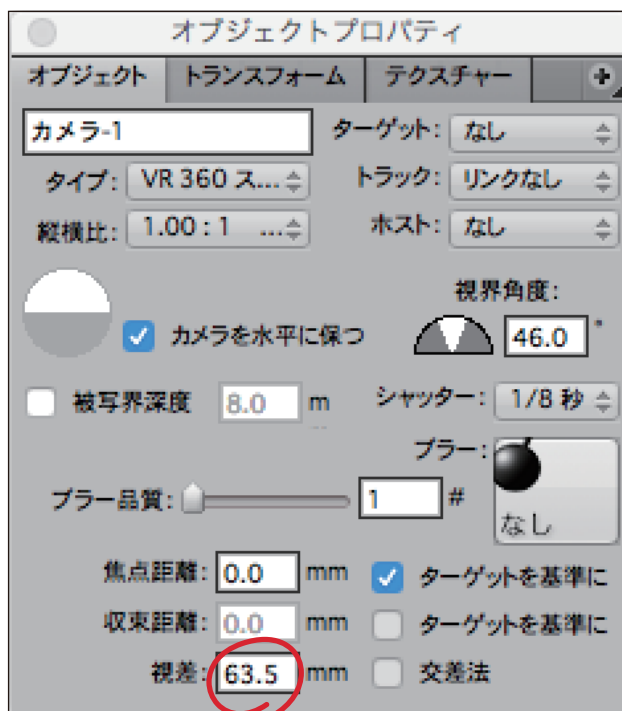 オブジェクトプロパティ
オブジェクト トランスフォーム テクスチャー
カメラ-1 ターゲット: なし
タイプ: VR 360 ス... トラック: リンクなし
縦横比: 1.00 : 1 ... ホスト: なし
視界角度:
カメラを水平に保つ 46.0 °
被写界深度 8.0 m シャッター: 1/8 秒
ブラー:
ブラー品質: 1 #
なし
焦点距離: 0.0 mm ターゲットを基準に
収束距離: 0.0 mm ターゲットを基準に
視差: 63.5 mm 交差法